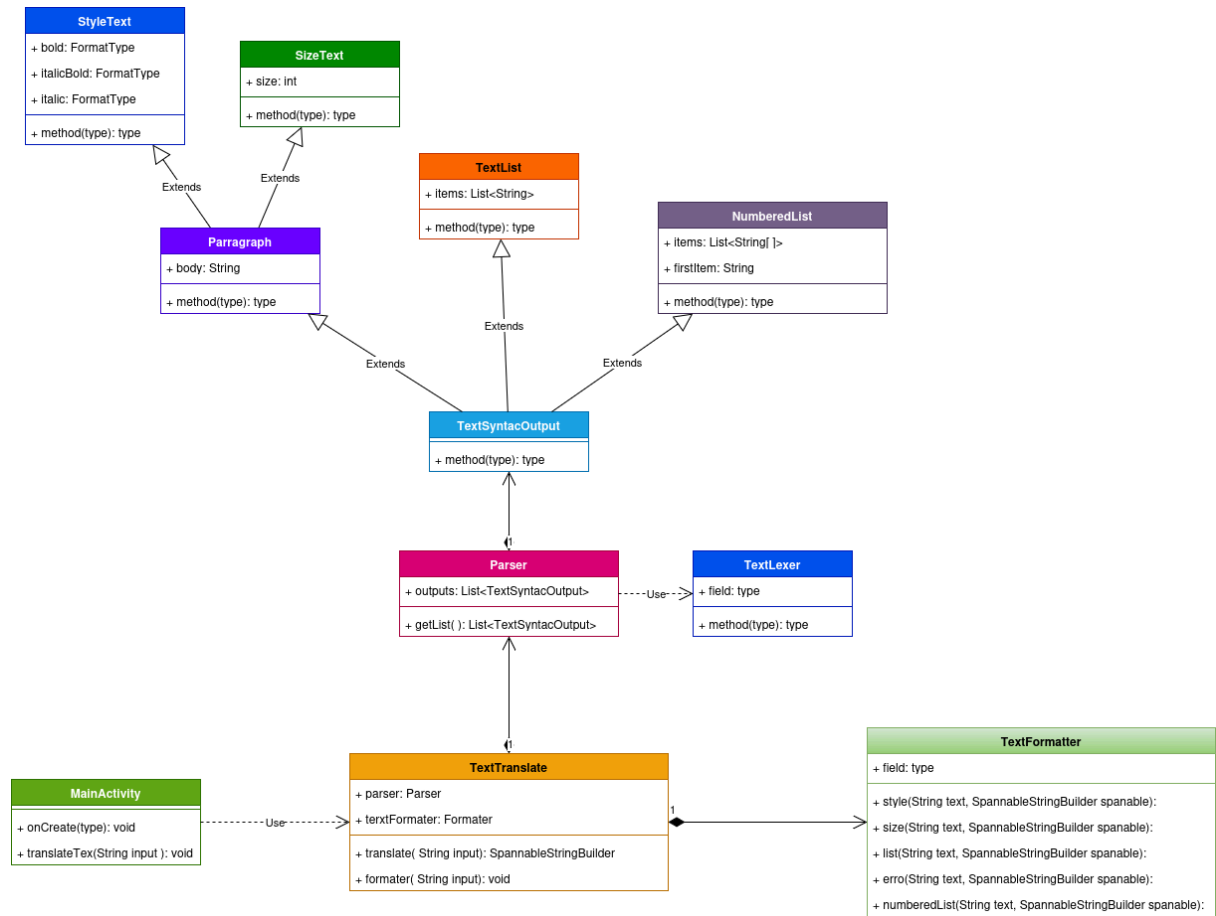 StyleText
+ bold: FormatType
+ italicBold: FormatType
+ italic: FormatType
+ method(type): type
SizeText
+ size: int
+ method(type): type
Extends
Extends
TextList
+ items: List<String>
+ method(type): type
NumberedList
+ items: List<String[ ]>
+ firstItem: String
+ method(type): type
Parragraph
+ body: String
+ method(type): type
Extends
Extends
Extends
TextSyntacOutput
+ method(type): type
1
Parser
+ outputs: List<TextSyntacOutput>
+ getList( ): List<TextSyntacOutput>
Use
TextLexer
+ field: type
+ method(type): type
1
TextTranslate
+ parser: Parser
+ terxtFormater: Formater
+ translate( String input): SpannableStringBuilder
+ formater( String input): void
MainActivity
+ onCreate(type): void
+ translateTex(String input ): void
Use
1
TextFormatter
+ field: type
+ style(String text, SpannableStringBuilder spanable):
+ size(String text, SpannableStringBuilder spanable):
+ list(String text, SpannableStringBuilder spanable):
+ erro(String text, SpannableStringBuilder spanable):
+ numberedList(String text, SpannableStringBuilder spanable):